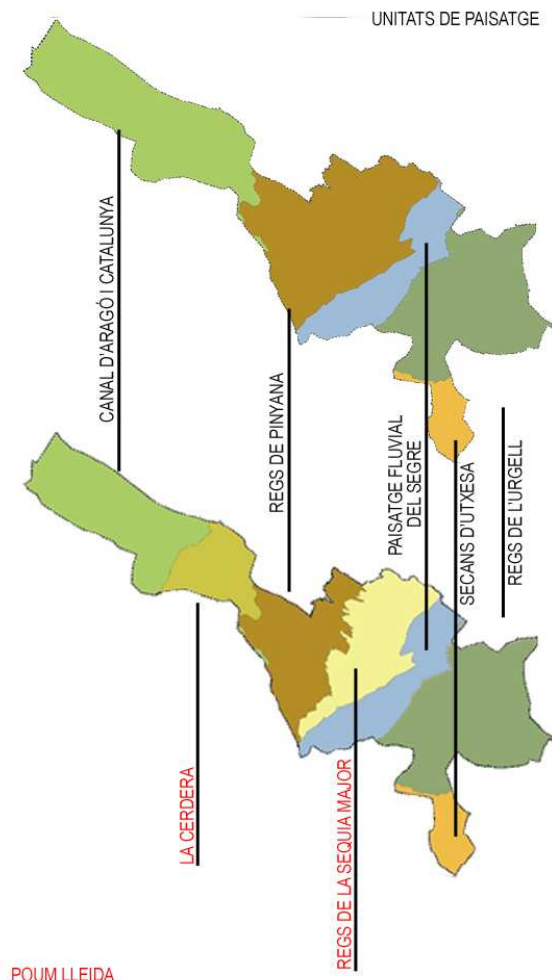 UNITATS DE PAISATGE
CANAL D'ARAGÒ I CATALUNYA
REGS DE PINYANA
PAISATGE FLUVIAL
DEL SEGRE
SECANS D'UTXESA
REGS DE L'URGELL
LA CERDERA
REGS DE LA SEQUIA MAJOR
POUM LLEIDA